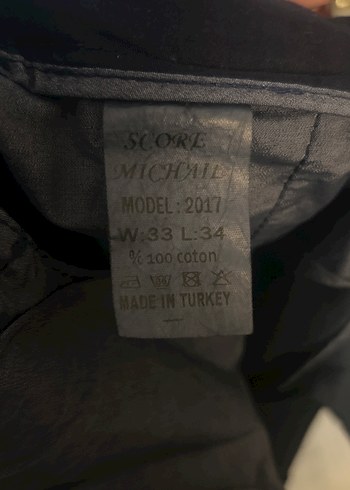 SCORE
MICHAIL
MODEL : 2017
W:33 L:34
% 100 coton
MADE IN TURKEY